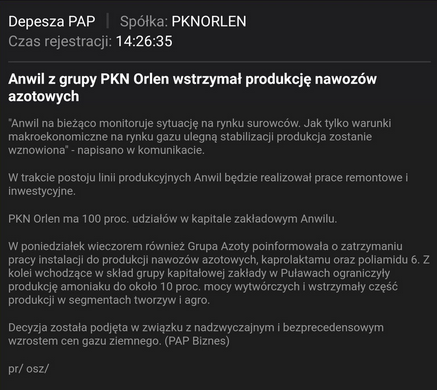 Depesza PAP | Spółka: PKNORLEN
Czas rejestracji: 14:26:35
Anwil z grupy PKN Orlen wstrzymał produkcję nawozów
azotowych
"Anwil na bieżąco monitoruje sytuację na rynku surowców. Jak tylko warunki
makroekonomiczne na rynku gazu ulegną stabilizacji produkcja zostanie
wznowiona" - napisano w komunikacie.
W trakcie postoju linii produkcyjnych Anwil będzie realizował prace remontowe i
inwestycyjne.
PKN Orlen ma 100 proc. udziałów w kapitale zakładowym Anwilu.
W poniedziałek wieczorem również Grupa Azoty poinformowała o zatrzymaniu
pracy instalacji do produkcji nawozów azotowych, kaprolaktamu oraz poliamidu 6. Z
kolei wchodzące w skład grupy kapitałowej zakłady w Puławach ograniczyły
produkcję amoniaku do około 10 proc. mocy wytwórczych i wstrzymały część
produkcji w segmentach tworzyw i agro.
Decyzja została podjęta w związku z nadzwyczajnym i bezprecedensowym
wzrostem cen gazu ziemnego. (PAP Biznes)
pr/ osz/